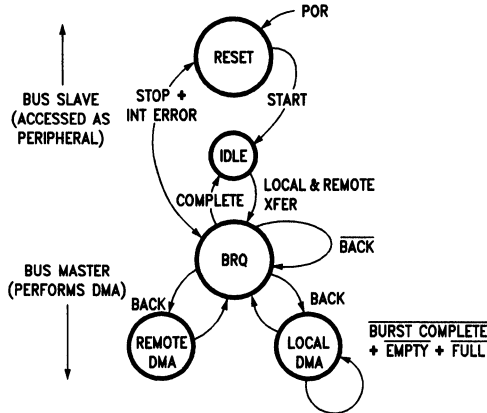 POR
RESET
BUS SLAVE
(ACCESSED AS
PERIPHERAL)
STOP +
INT ERROR
START
IDLE
COMPLETE
LOCAL & REMOTE
XFER
BRQ
BACK
BUS MASTER
(PERFORMS DMA)
BACK
BACK
REMOTE
DMA
LOCAL
DMA
BURST COMPLETE
+ EMPTY + FULL